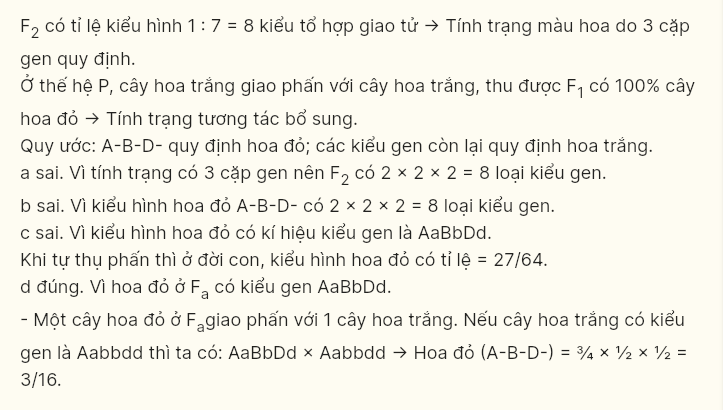 F₂ có tỉ lệ kiểu hình 1 : 7 = 8 kiểu tổ hợp giao tử → Tính trạng màu hoa do 3 cặp
gen quy định.
Ở thế hệ P, cây hoa trắng giao phấn với cây hoa trắng, thu được F₁ có 100% cây
hoa đỏ → Tính trạng tương tác bổ sung.
Quy ước: A-B-D- quy định hoa đỏ; các kiểu gen còn lại quy định hoa trắng.
a sai. Vì tính trạng có 3 cặp gen nên F₂ có 2 × 2 × 2 = 8 loại kiểu gen.
b sai. Vì kiểu hình hoa đỏ A-B-D- có 2 × 2 × 2 = 8 loại kiểu gen.
c sai. Vì kiểu hình hoa đỏ có kí hiệu kiểu gen là AaBbDd.
Khi tự thụ phấn thì ở đời con, kiểu hình hoa đỏ có tỉ lệ = 27/64.
d đúng. Vì hoa đỏ ở Fₐ có kiểu gen AaBbDd.
- Một cây hoa đỏ ở Fₐgiao phấn với 1 cây hoa trắng. Nếu cây hoa trắng có kiểu
gen là Aabbdd thì ta có: AaBbDd × Aabbdd → Hoa đỏ (A-B-D-) = ¾ × ½ × ½ =
3/16.